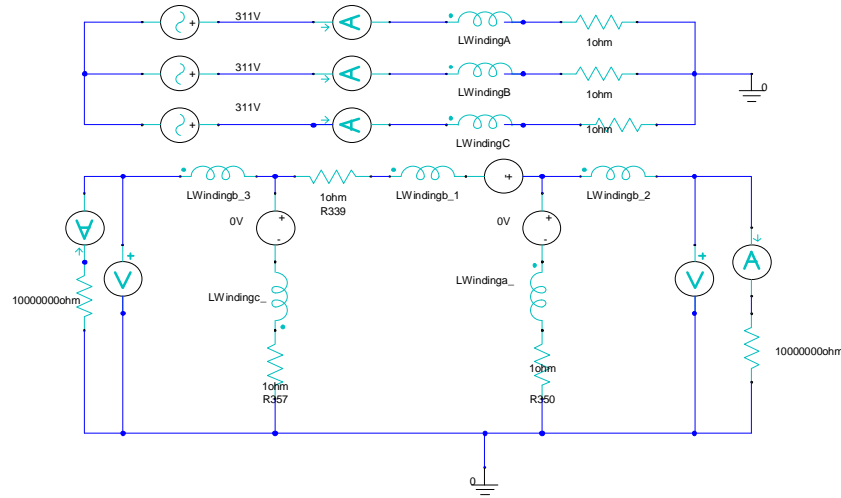 311V
LWindingA
1ohm
0
311V
LWindingB
1ohm
311V
LWindingC
1ohm
LWindingb_3
1ohm
R339
LWindingb_1
LWindingb_2
0V
0V
LWindingc_
LWindinga_
10000000ohm
10000000ohm
1ohm
R357
1ohm
R350
0
A
A
A
A
V
V
A